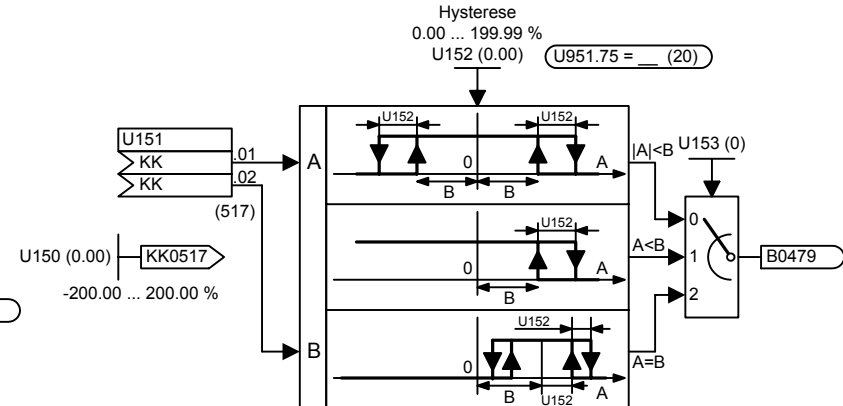 Hysterese
0.00 ... 199.99 %
U152 (0.00)
U951.75 = __ (20)
U151
KK
.01
KK
.02
(517)
U150 (0.00)
KK0517
-200.00 ... 200.00 %
A
B
U152
U152
0
A
B
B
|A|<B
U152
0
A
B
A<B
U152
0
B
U152
A
A=B
U153 (0)
0
1
2
B0479